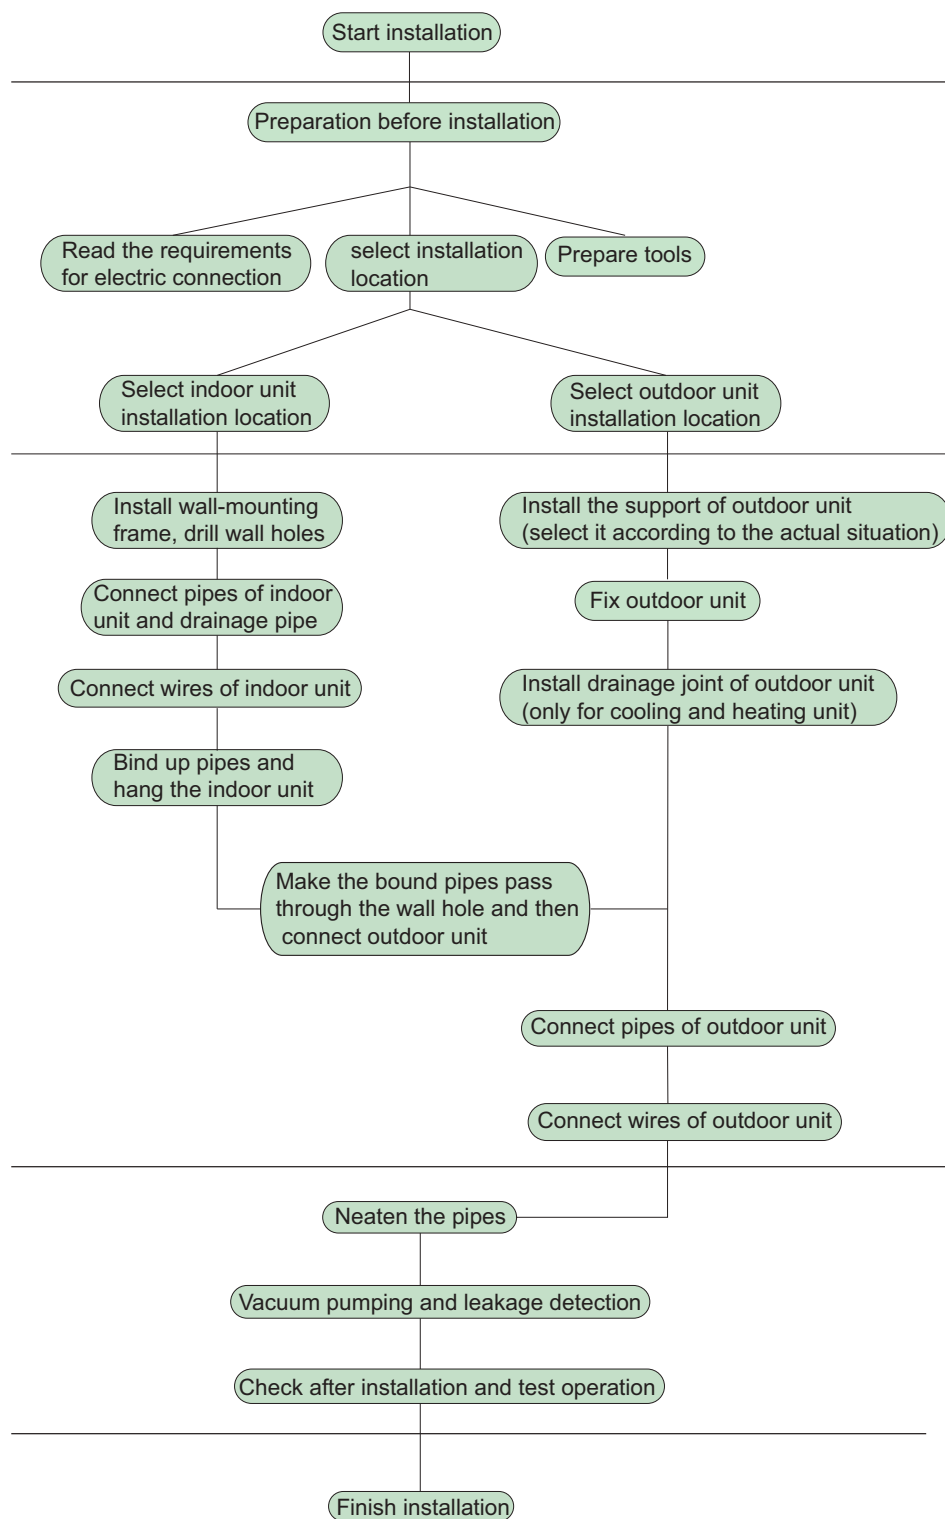 Start installation
Preparation before installation
Read the requirements
for electric connection
select installation
location
Prepare tools
Select indoor unit
installation location
Select outdoor unit
installation location
Install wall-mounting
frame, drill wall holes
Install the support of outdoor unit
(select it according to the actual situation)
Connect pipes of indoor
unit and drainage pipe
Fix outdoor unit
Connect wires of indoor unit
Install drainage joint of outdoor unit
(only for cooling and heating unit)
Bind up pipes and
hang the indoor unit
Make the bound pipes pass
through the wall hole and then
connect outdoor unit
Connect pipes of outdoor unit
Connect wires of outdoor unit
Neaten the pipes
Vacuum pumping and leakage detection
Check after installation and test operation
Finish installation